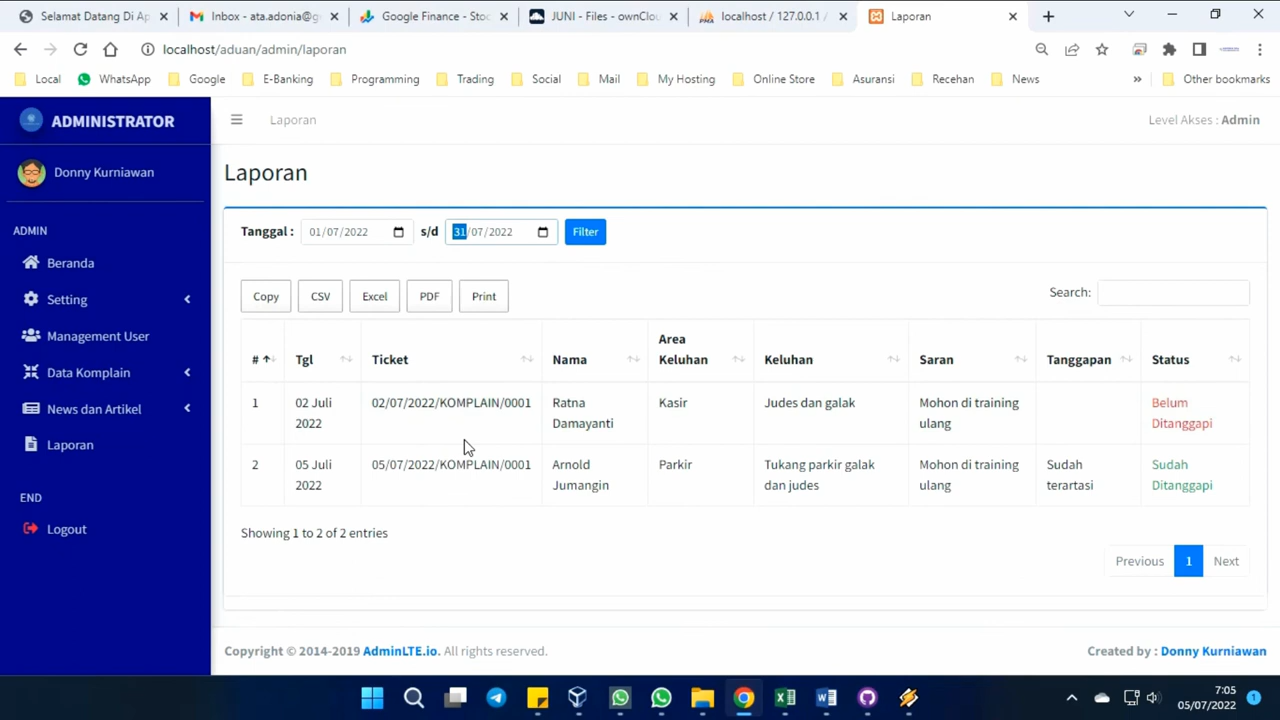 Selamat Datang Di Ap
Inbox - ata.adonia@g
Google Finance - Stoc
JUNI - Files - ownClou
localhost / 127.0.0.1 /
Laporan
localhost/aduan/admin/laporan
Local
WhatsApp
Google
E-Banking
Programming
Trading
Social
Mail
My Hosting
Online Store
Asuransi
Recehan
News
»
Other bookmarks
ADMINISTRATOR
Laporan
Level Akses : Admin
Donny Kurniawan
ADMIN
Beranda
Setting
Management User
Data Komplain
News dan Artikel
Laporan
END
Logout
Laporan
Tanggal : 01/07/2022 s/d 31/07/2022 Filter
Copy CSV Excel PDF Print
Search:
# Tgl Ticket Nama Area Keluhan Keluhan Saran Tanggapan Status
1 02 Juli 2022 02/07/2022/KOMPLAIN/0001 Ratna Damayanti Kasir Judes dan galak Mohon di training ulang Belum Ditanggapi
2 05 Juli 2022 05/07/2022/KOMPLAIN/0001 Arnold Jumangin Parkir Tukang parkir galak dan judes Mohon di training ulang Sudah terartasi Sudah Ditanggapi
Showing 1 to 2 of 2 entries
Previous 1 Next
Copyright © 2014-2019 AdminLTE.io. All rights reserved.
Created by : Donny Kurniawan
7:05
05/07/2022
1